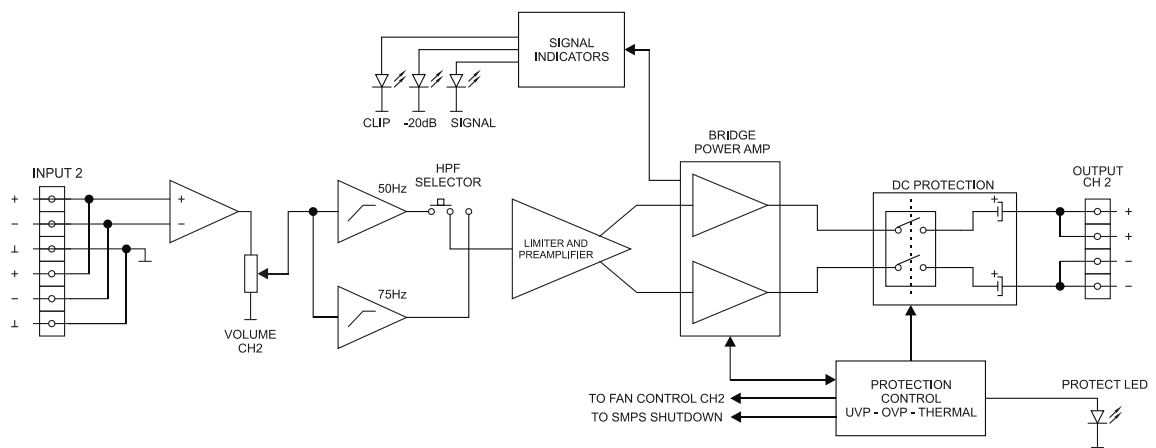 SIGNAL
INDICATORS
CLIP
-20dB
SIGNAL
BRIDGE
POWER AMP
INPUT 2
HPF
SELECTOR
50Hz
DC PROTECTION
OUTPUT
CH 2
+
−
⊥
+
−
⊥
+
−
LIMITER AND
PREAMPLIFIER
+
+
+
+
−
−
75Hz
VOLUME
CH2
PROTECTION
CONTROL
UVP - OVP - THERMAL
TO FAN CONTROL CH2
TO SMPS SHUTDOWN
PROTECT LED